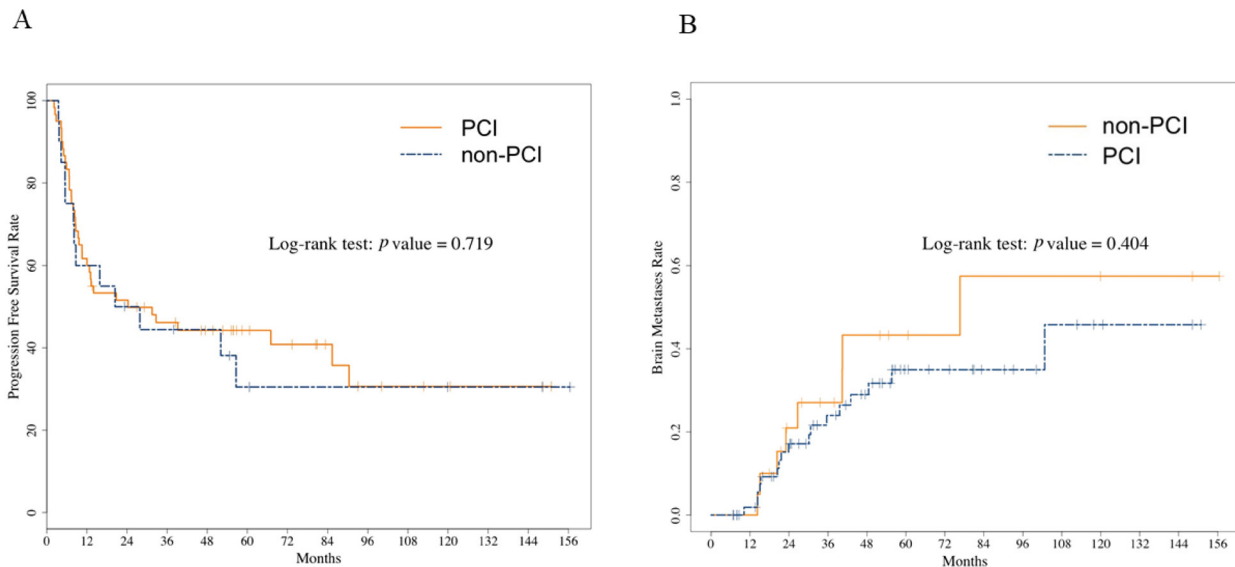 A
B
PCI
non-PCI
Log-rank test: p value = 0.719
Progression Free Survival Rate
100
80
60
40
20
0
0 12 24 36 48 60 72 84 96 108 120 132 144 156
Months
non-PCI
PCI
Log-rank test: p value = 0.404
Brain Metastases Rate
1.0
0.8
0.6
0.4
0.2
0.0
0 12 24 36 48 60 72 84 96 108 120 132 144 156
Months